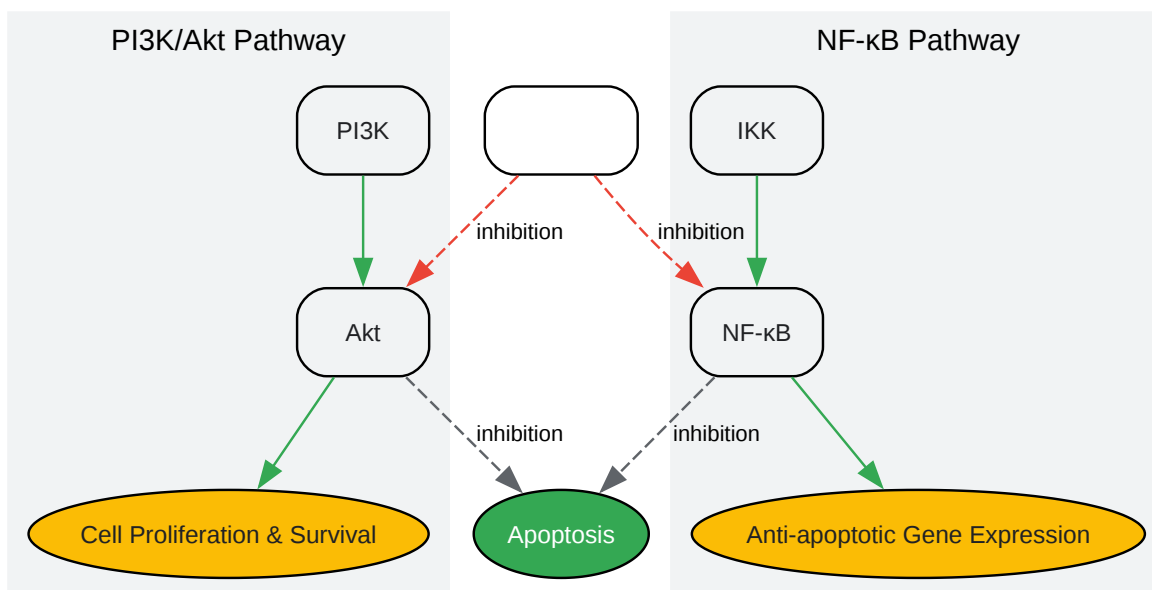 PI3K/Akt Pathway
NF-κB Pathway
PI3K
IKK
inhibition
inhibition
Akt
NF-κB
inhibition
inhibition
Cell Proliferation & Survival
Apoptosis
Anti-apoptotic Gene Expression